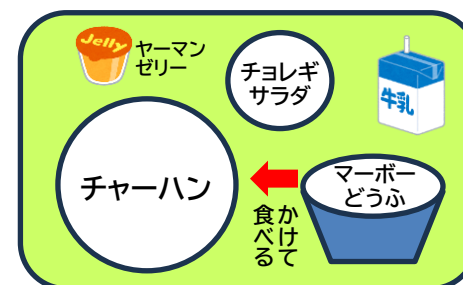 Jelly
ヤーマン
ゼリー
チョレギ
サラダ
牛乳
チャーハン
マーボー
どうふ
かけて
食べる